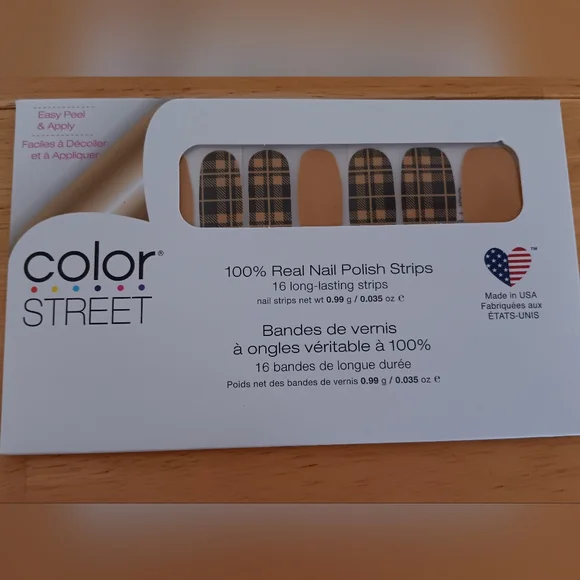 Easy Peel
& Apply
Faciles à Décoller
et à Appliquer
color®
STREET
100% Real Nail Polish Strips
16 long-lasting strips
nail strips net wt 0.99 g / 0.035 oz ℮
Bandes de vernis
à ongles véritable à 100%
16 bandes de longue durée
Poids net des bandes de vernis 0.99 g / 0.035 oz ℮
™
Made in USA
Fabriquées aux
ÉTATS-UNIS